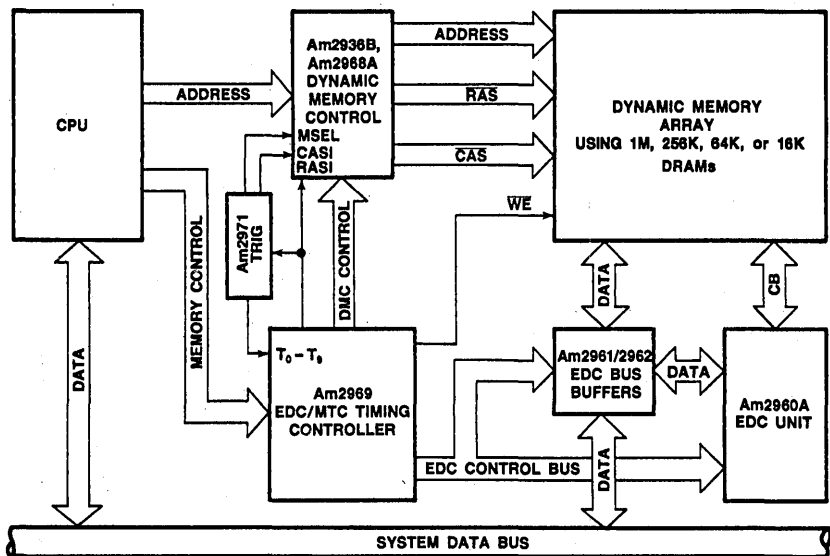 CPU
ADDRESS
Am2936B,
Am2968A
DYNAMIC
MEMORY
CONTROL
MSEL
CASI
RASI
ADDRESS
RAS
CAS
DYNAMIC MEMORY
ARRAY
USING 1M, 256K, 64K, or 16K
DRAMs
WE
Am2971
TRIG
MEMORY CONTROL
DMC CONTROL
DATA
DATA
CB
T₀-T₉
Am2969
EDC/MTC TIMING
CONTROLLER
Am2961/2962
EDC BUS
BUFFERS
DATA
Am2960A
EDC UNIT
EDC CONTROL BUS
DATA
SYSTEM DATA BUS